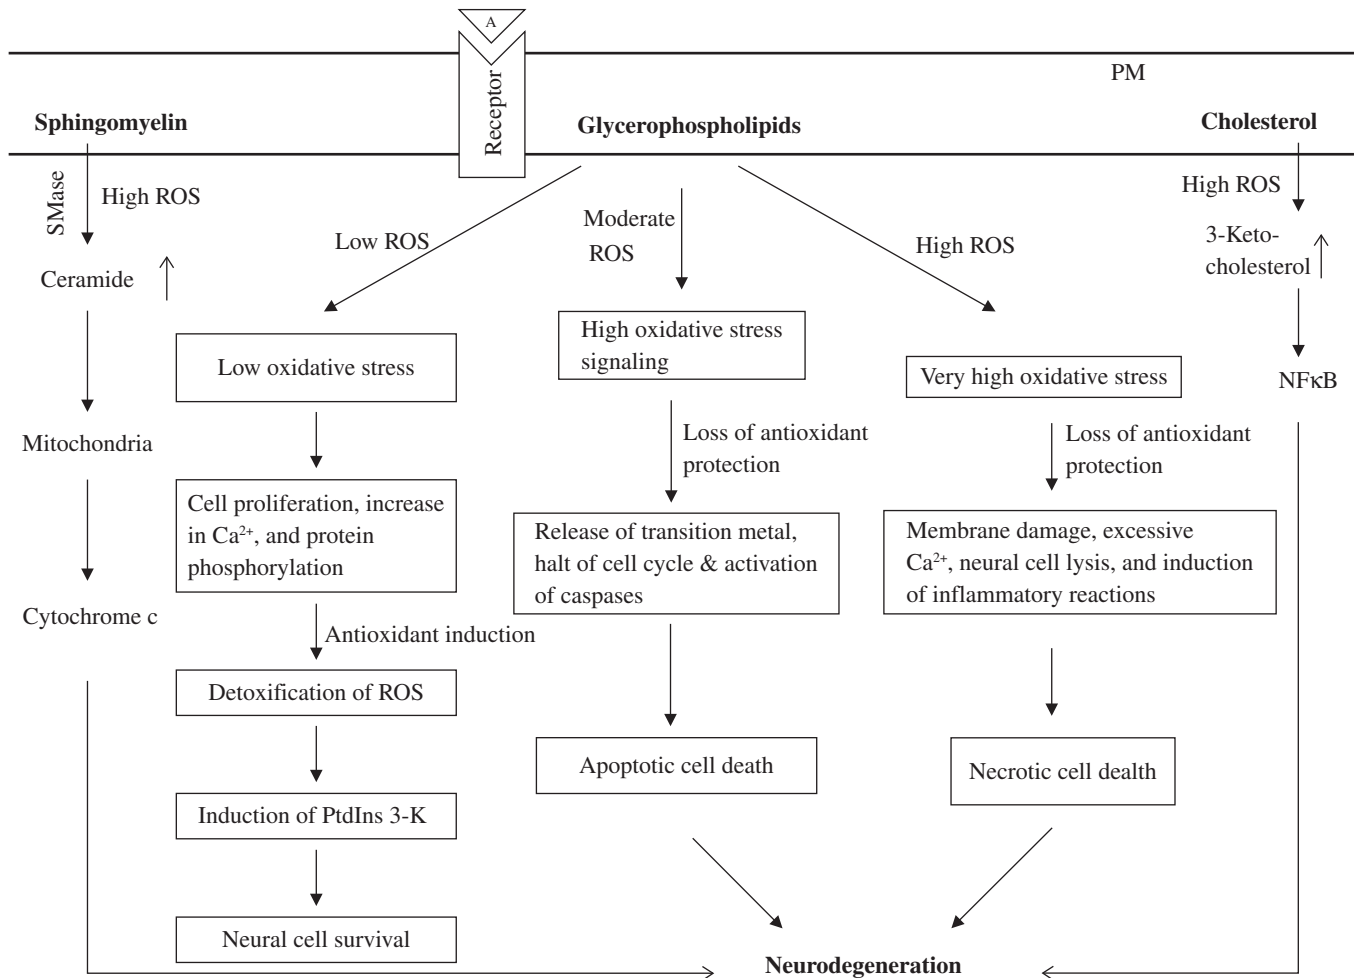 A
PM
Receptor
Sphingomyelin
Glycerophospholipids
Cholesterol
SMase
High ROS
Low ROS
Moderate
ROS
High ROS
High ROS
Ceramide
3-Keto-
cholesterol
Low oxidative stress
High oxidative stress
signaling
Very high oxidative stress
NFκB
Mitochondria
Loss of antioxidant
protection
Loss of antioxidant
protection
Cell proliferation, increase
in Ca²⁺, and protein
phosphorylation
Release of transition metal,
halt of cell cycle & activation
of caspases
Membrane damage, excessive
Ca²⁺, neural cell lysis, and induction
of inflammatory reactions
Cytochrome c
Antioxidant induction
Detoxification of ROS
Apoptotic cell death
Necrotic cell dealth
Induction of PtdIns 3-K
Neural cell survival
Neurodegeneration